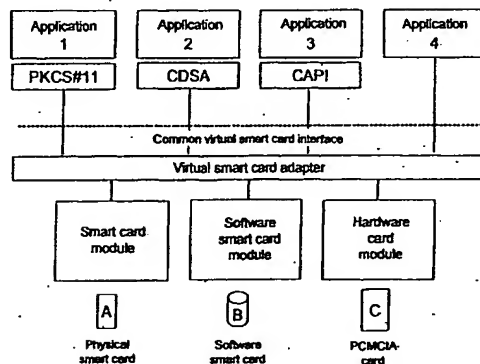 Application 1
Application 2
Application 3
Application 4
PKCS#11
CDSA
CAPI
Common virtual smart card interface
Virtual smart card adapter
Smart card module
Software smart card module
Hardware card module
A
B
C
Physical smart card
Software smart card
PCMCIA-card